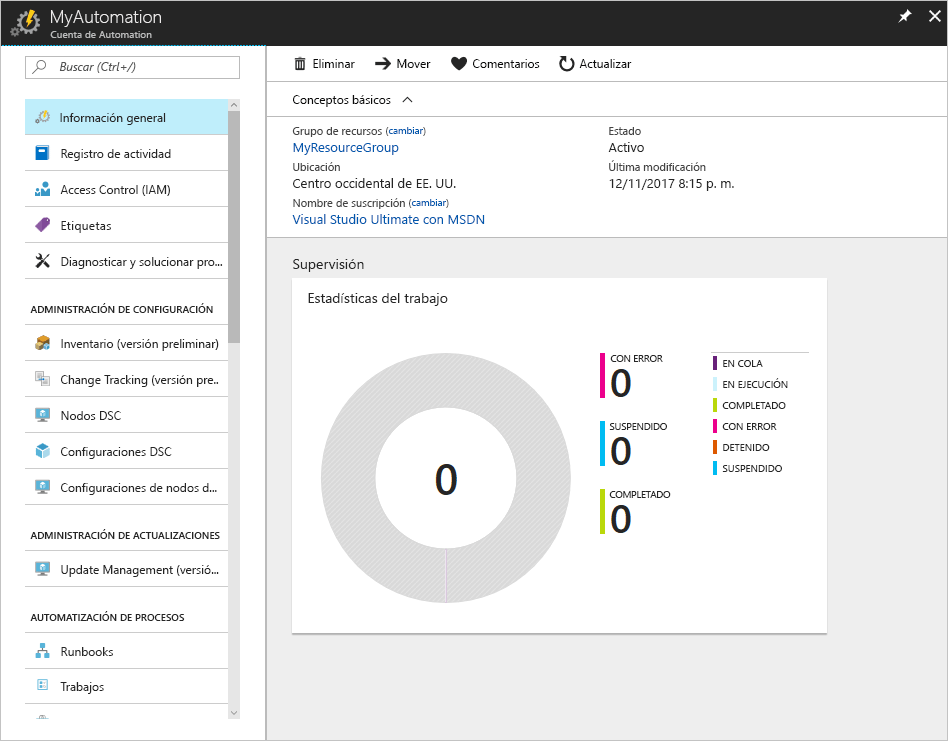 MyAutomation
Cuenta de Automation
Buscar (Ctrl+/)
Información general
Registro de actividad
Access Control (IAM)
Etiquetas
Diagnosticar y solucionar pro...
ADMINISTRACIÓN DE CONFIGURACIÓN
Inventario (versión preliminar)
Change Tracking (versión pre..
Nodos DSC
Configuraciones DSC
Configuraciones de nodos d...
ADMINISTRACIÓN DE ACTUALIZACIONES
Update Management (versió...
AUTOMATIZACIÓN DE PROCESOS
Runbooks
Trabajos
Eliminar
Mover
Comentarios
Actualizar
Conceptos básicos
Grupo de recursos (cambiar)
MyResourceGroup
Ubicación
Centro occidental de EE. UU.
Nombre de suscripción (cambiar)
Visual Studio Ultimate con MSDN
Estado
Activo
Última modificación
12/11/2017 8:15 p. m.
Supervisión
Estadísticas del trabajo
0
CON ERROR
0
SUSPENDIDO
0
COMPLETADO
0
EN COLA
EN EJECUCIÓN
COMPLETADO
CON ERROR
DETENIDO
SUSPENDIDO